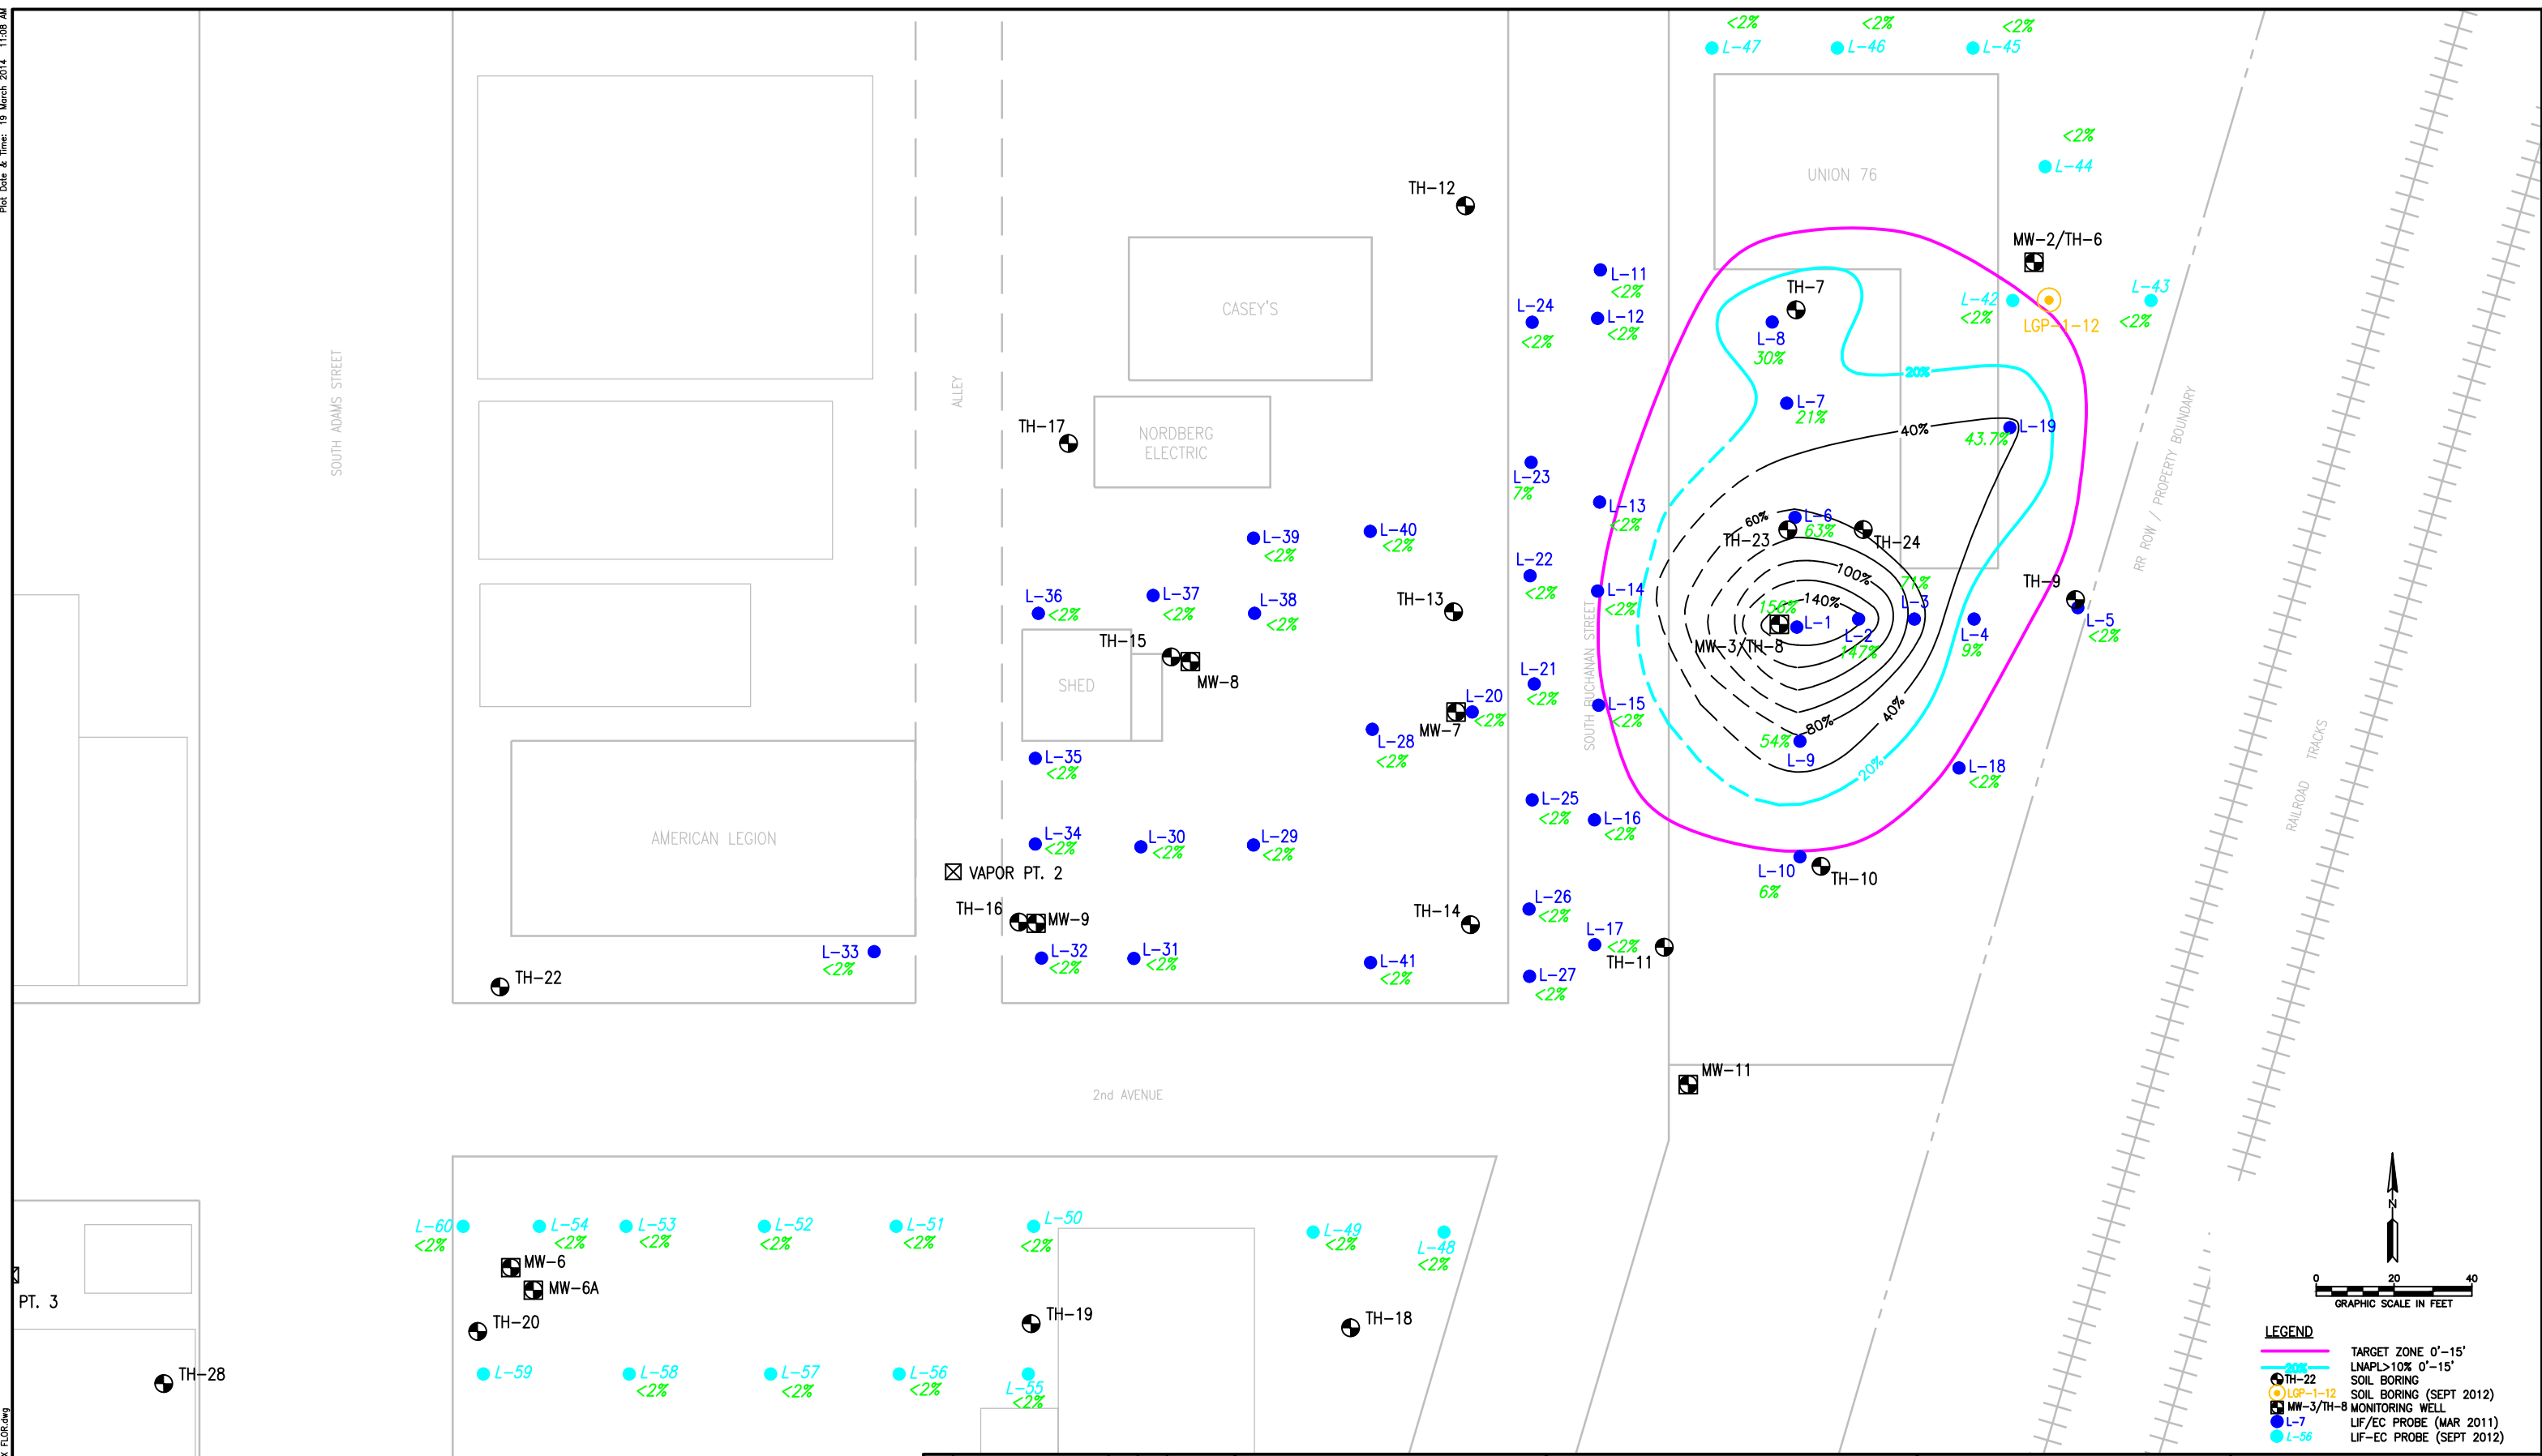 Plot Date & Time: 19 March 2014 11:08 AM
<2%
<2%
<2%
L-47
L-46
L-45
<2%
L-44
UNION 76
TH-12
MW-2/TH-6
L-11
<2%
CASEY'S
L-24
<2%
L-12
<2%
TH-7
L-8
30%
L-42
<2%
LGP-1-12
L-43
<2%
SOUTH ADAMS STREET
ALLEY
20%
L-7
21%
40%
43.7%
L-19
RR ROW / PROPERTY BOUNDARY
TH-17
NORDBERG
ELECTRIC
L-23
7%
L-13
<2%
60%
L-6
63%
TH-23
TH-24
L-39
<2%
L-40
<2%
L-22
<2%
L-14
<2%
100%
71%
TH-9
L-36
<2%
L-37
<2%
L-38
<2%
TH-13
156%
140%
L-1
L-2
147%
L-3
L-4
9%
L-5
<2%
MW-3/TH-8
TH-15
MW-8
SHED
L-21
<2%
SOUTH BUCHANAN STREET
L-20
<2%
MW-7
L-15
<2%
40%
80%
54%
L-9
20%
L-28
<2%
L-35
<2%
L-18
<2%
RAILROAD TRACKS
L-25
<2%
L-16
<2%
AMERICAN LEGION
L-34
<2%
L-30
<2%
L-29
<2%
L-10
6%
TH-10
VAPOR PT. 2
TH-16
MW-9
TH-14
L-26
<2%
L-17
<2%
TH-11
L-33
<2%
L-32
<2%
L-31
<2%
L-41
<2%
L-27
<2%
TH-22
MW-11
2nd AVENUE
L-60
<2%
L-54
<2%
L-53
<2%
L-52
<2%
L-51
<2%
L-50
<2%
L-49
<2%
L-48
<2%
MW-6
MW-6A
PT. 3
TH-20
TH-19
TH-18
TH-28
L-59
L-58
<2%
L-57
<2%
L-56
<2%
L-55
<2%
N
0 20 40
GRAPHIC SCALE IN FEET
LEGEND
TARGET ZONE 0'-15'
20% LNAPL>10% 0'-15'
TH-22 SOIL BORING
LGP-1-12 SOIL BORING (SEPT 2012)
MW-3/TH-8 MONITORING WELL
L-7 LIF/EC PROBE (MAR 2011)
L-56 LIF-EC PROBE (SEPT 2012)
X FLOR.dwg